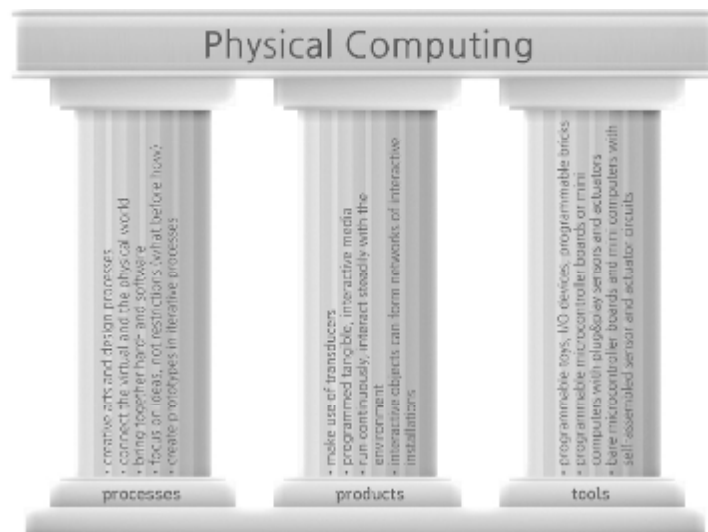 Physical Computing
• creative arts and design processes
• connect the virtual and the physical world
• bring together hard- and software
• focus on ideas, not restrictions (what before how)
• create prototypes in iterative processes
processes
• make use of transducers
• programmed tangible, interactive media
• run continuously, interact steadily with the
environment
• interactive objects can form networks of interactive
installations
products
• programmable toys, I/O devices, programmable bricks
• programmable microcontroller boards or mini
computers with plug&play sensors and actuators
• bare microcontroller boards and mini computers with
self-assembled sensor and actuator circuits
tools